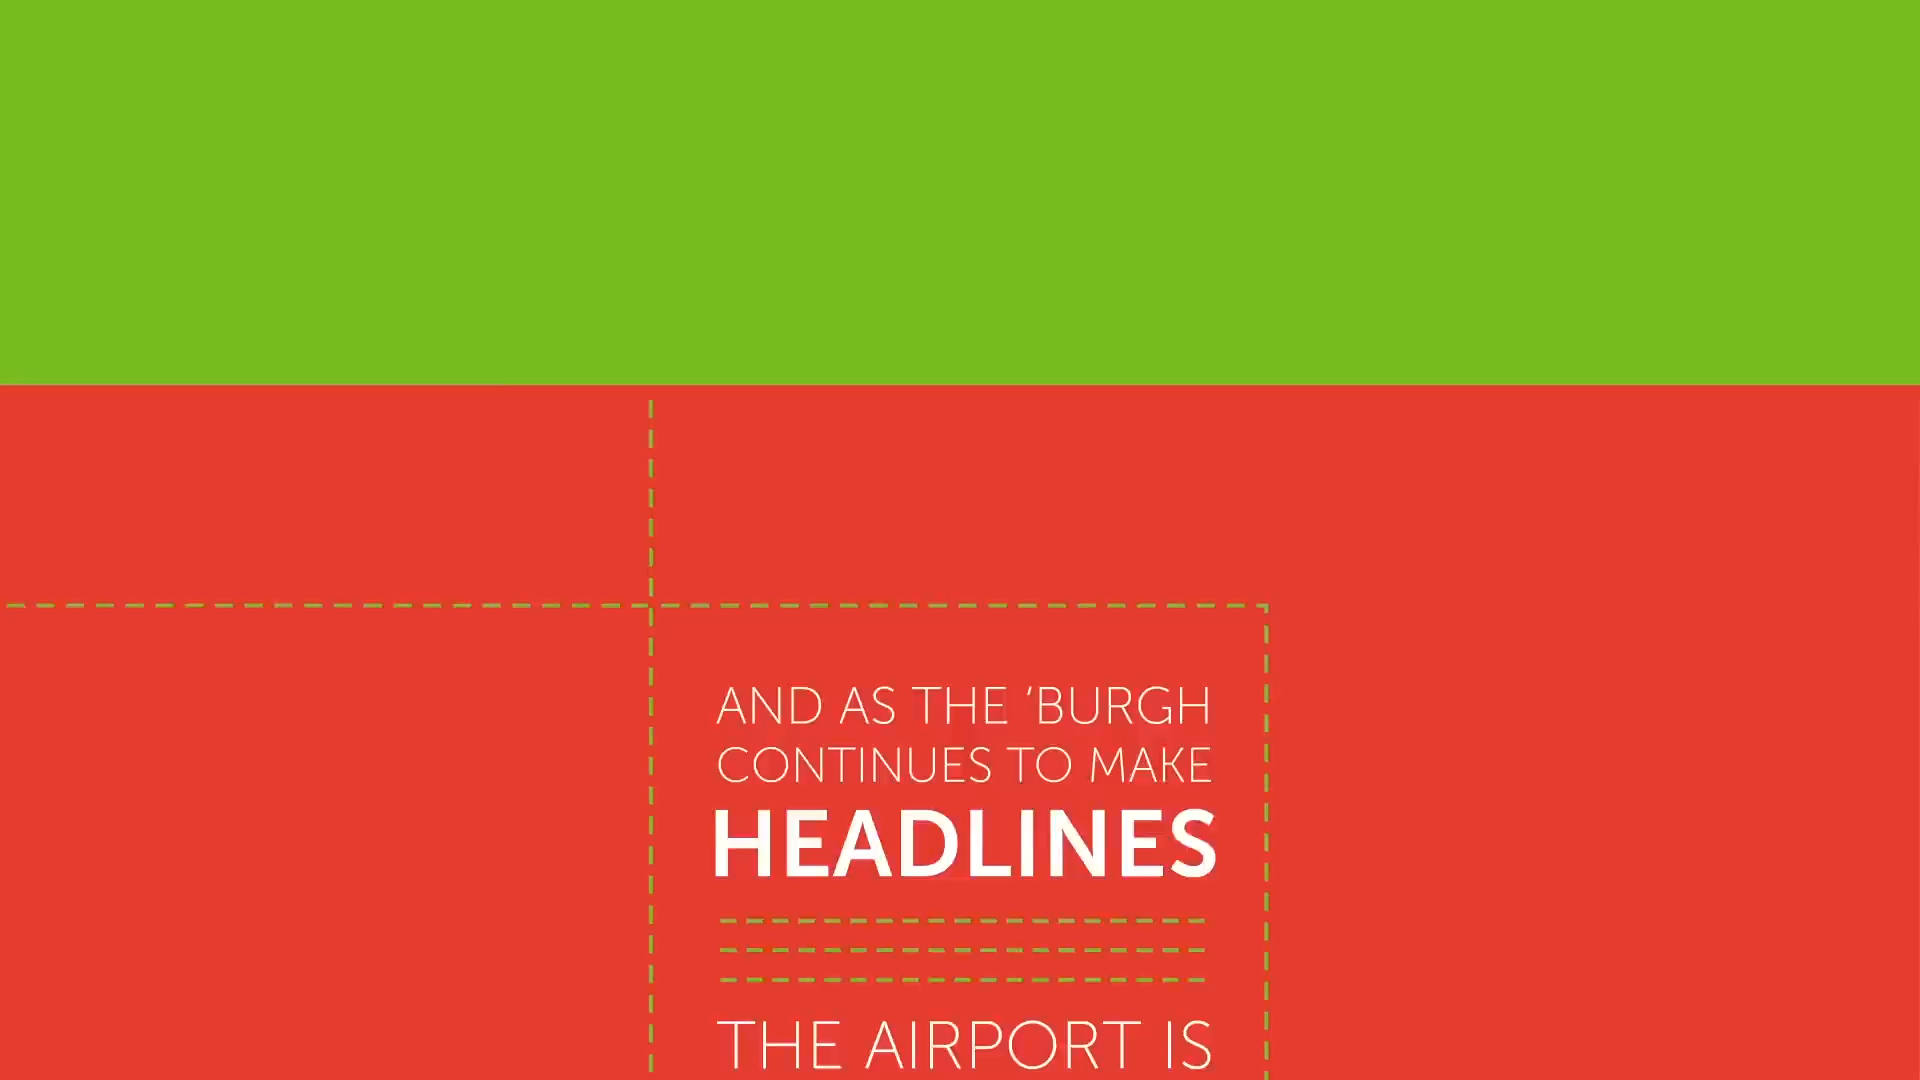 AND AS THE ‘BURGH
CONTINUES TO MAKE
HEADLINES
THE AIRPORT IS